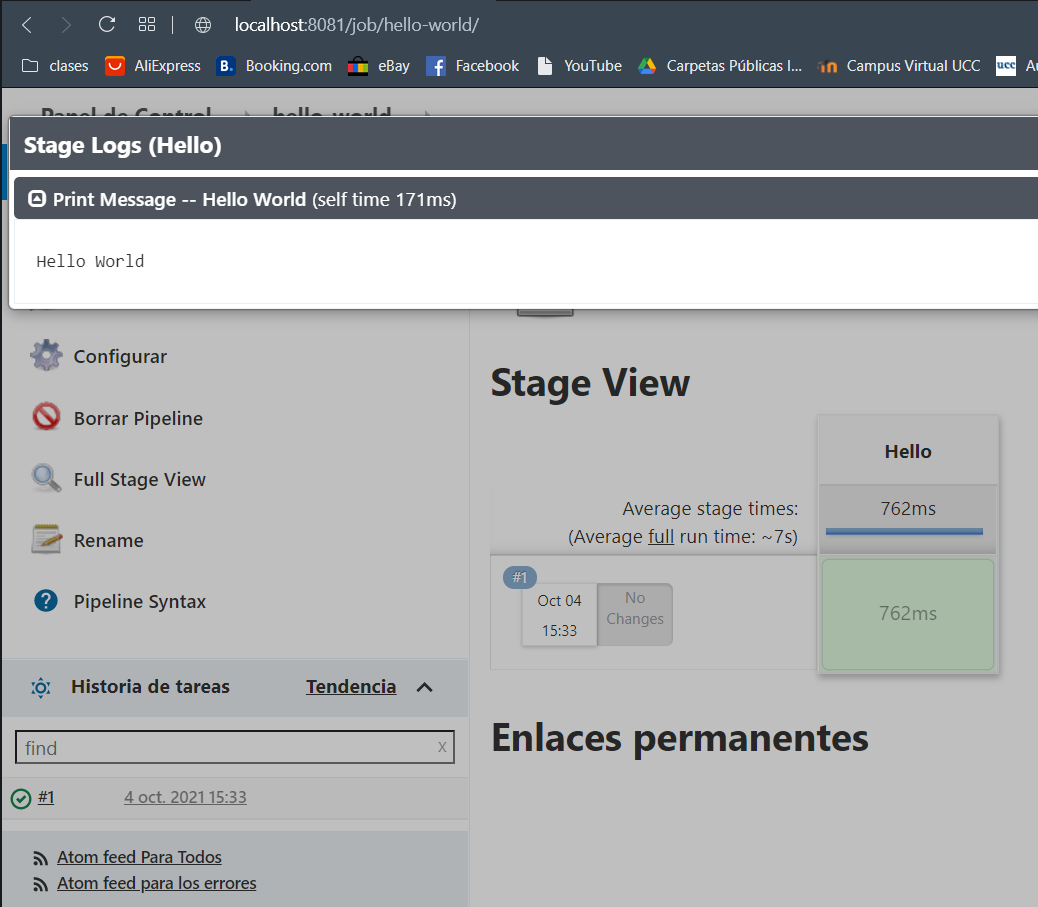 localhost:8081/job/hello-world/
clases AliExpress B. Booking.com eBay Facebook YouTube Carpetas Públicas I... Campus Virtual UCC ucc
Panel de Control hello-world
Stage Logs (Hello)
Print Message -- Hello World (self time 171ms)
Hello World
Configurar
Borrar Pipeline
Full Stage View
Rename
Pipeline Syntax
Historia de tareas Tendencia
find x
#1 4 oct. 2021 15:33
Atom feed Para Todos
Atom feed para los errores
Stage View
Hello
Average stage times: 762ms
(Average full run time: ~7s)
#1
Oct 04
15:33
No
Changes
762ms
Enlaces permanentes